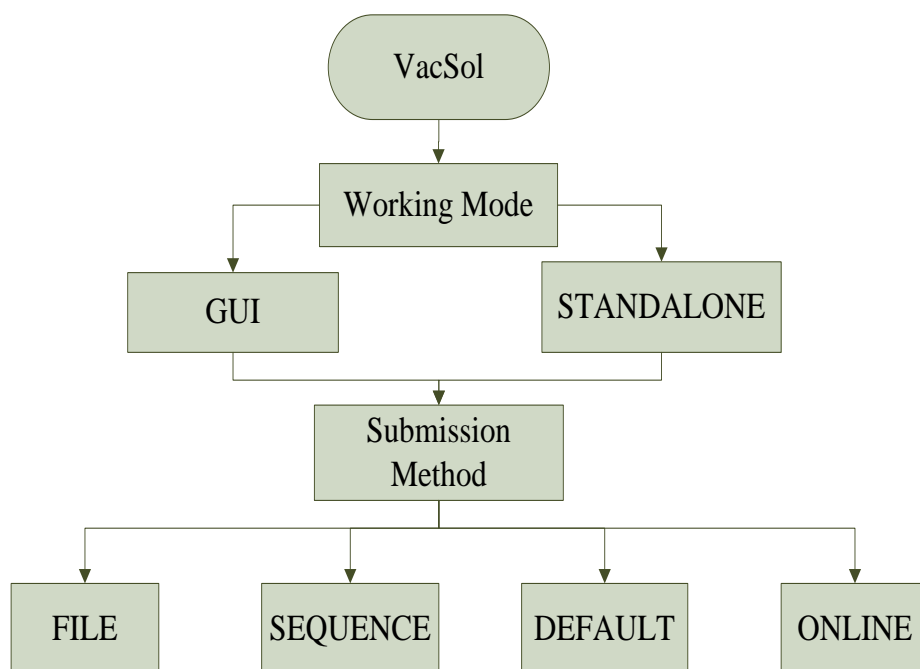 VacSol
Working Mode
GUI
STANDALONE
Submission
Method
FILE
SEQUENCE
DEFAULT
ONLINE